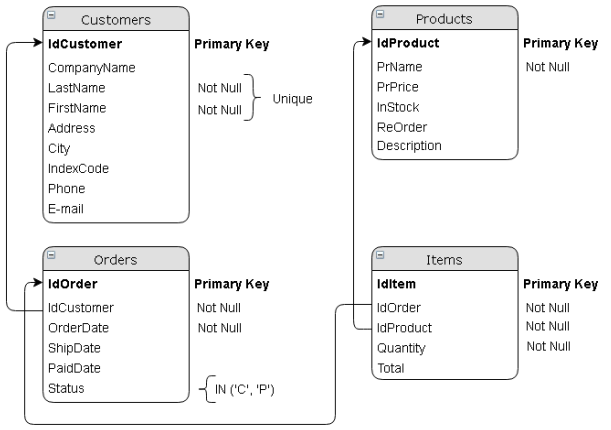 Customers
IdCustomer Primary Key
CompanyName
LastName Not Null
FirstName Not Null
Unique
Address
City
IndexCode
Phone
E-mail
Products
IdProduct Primary Key
PrName Not Null
PrPrice
InStock
ReOrder
Description
Orders
IdOrder Primary Key
IdCustomer Not Null
OrderDate Not Null
ShipDate
PaidDate
Status IN ('C', 'P')
Items
IdItem Primary Key
IdOrder Not Null
IdProduct Not Null
Quantity Not Null
Total